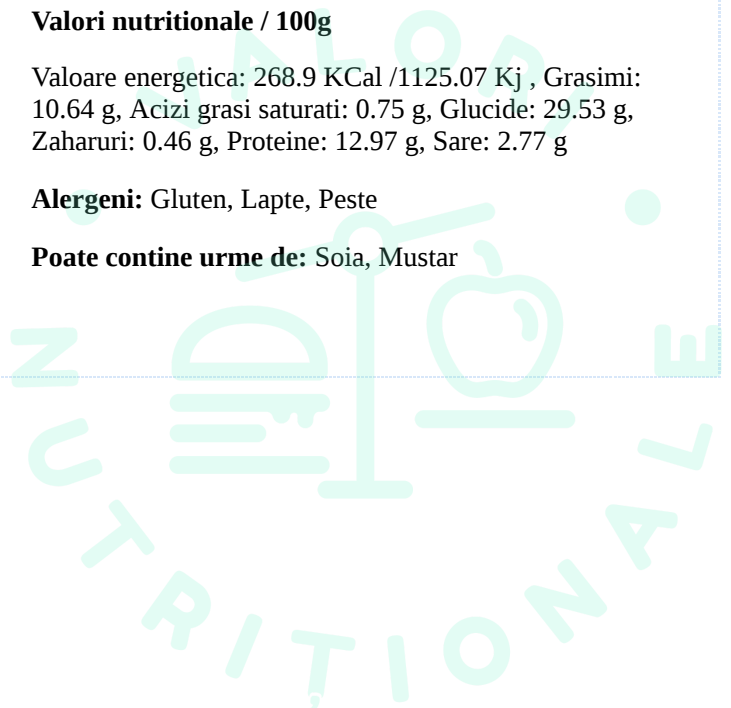 Valori nutritionale / 100g
Valoare energetica: 268.9 KCal /1125.07 Kj , Grasimi:
10.64 g, Acizi grasi saturati: 0.75 g, Glucide: 29.53 g,
Zaharuri: 0.46 g, Proteine: 12.97 g, Sare: 2.77 g
Alergeni: Gluten, Lapte, Peste
Poate contine urme de: Soia, Mustar
VALORI
NUTRIȚIONALE